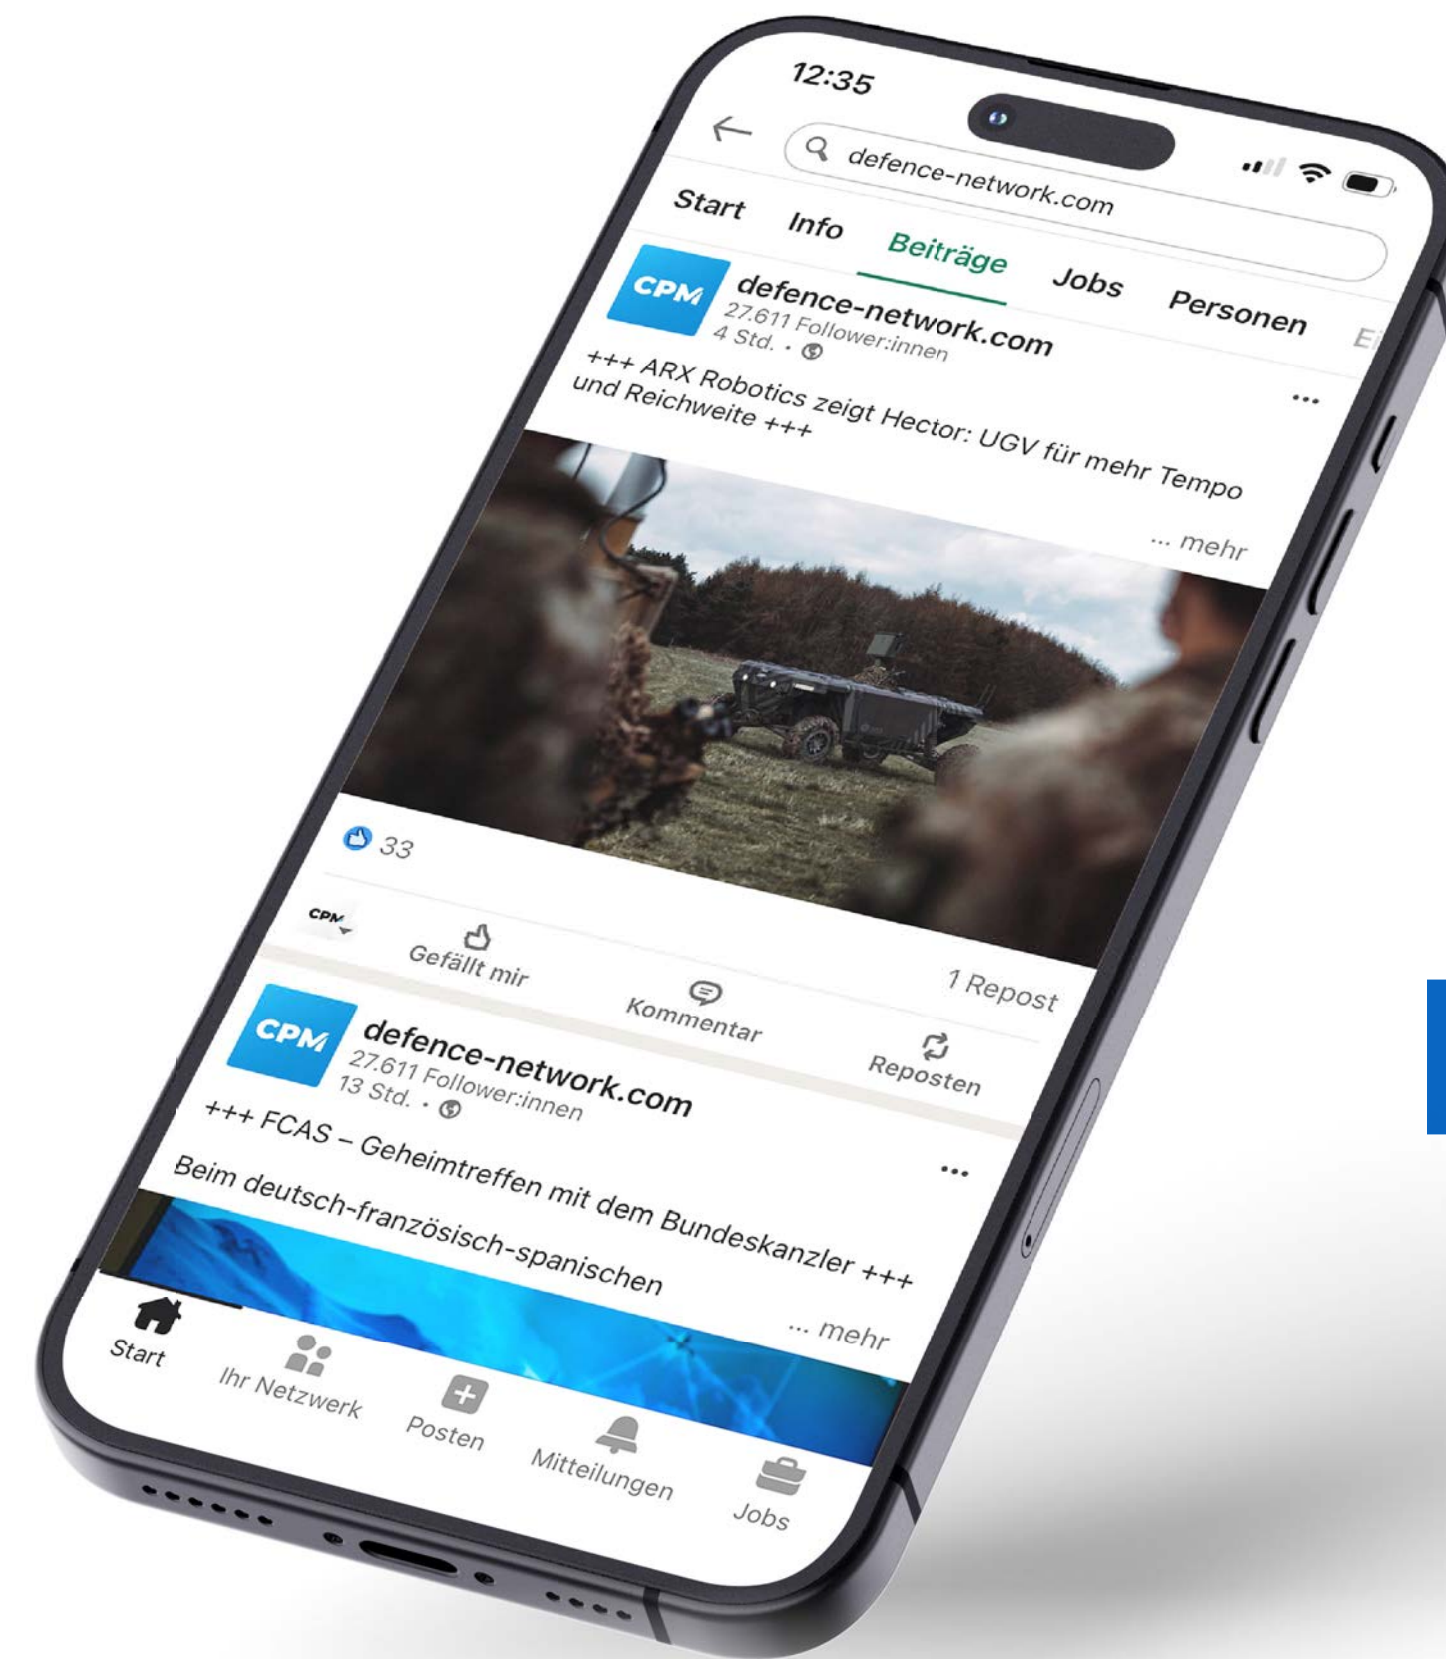 12:35
defence-network.com
Start Info Beiträge Jobs Personen Ei
CPM
defence-network.com
27.611 Follower:innen
4 Std. •
+++ ARX Robotics zeigt Hector: UGV für mehr Tempo
und Reichweite +++
... mehr
33
1 Repost
CPM
Gefällt mir
Kommentar
Reposten
CPM
defence-network.com
27.611 Follower:innen
13 Std. •
+++ FCAS – Geheimtreffen mit dem Bundeskanzler +++
Beim deutsch-französisch-spanischen
... mehr
Start
Ihr Netzwerk
Posten
Mitteilungen
Jobs